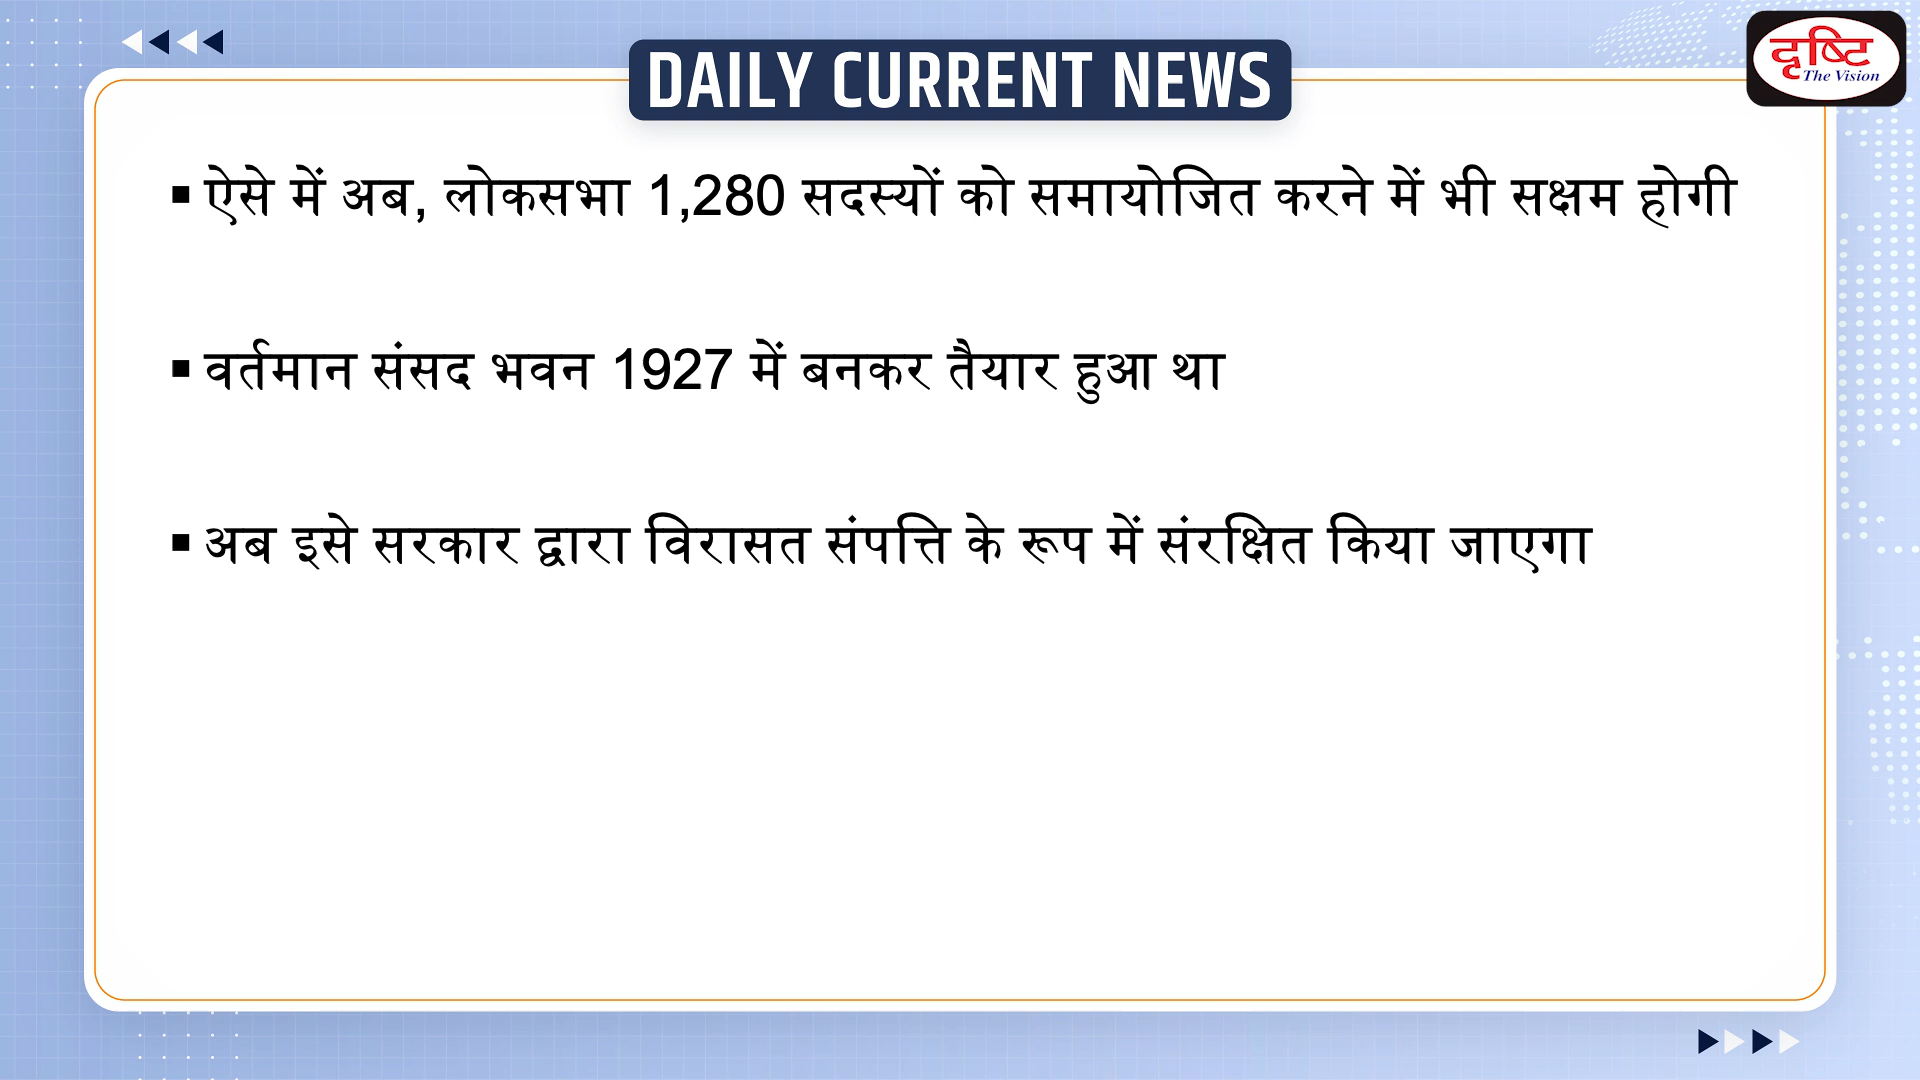 DAILY CURRENT NEWS
दृष्टि
The Vision
▪ ऐसे में अब, लोकसभा 1,280 सदस्यों को समायोजित करने में भी सक्षम होगी
▪ वर्तमान संसद भवन 1927 में बनकर तैयार हुआ था
▪ अब इसे सरकार द्वारा विरासत संपत्ति के रूप में संरक्षित किया जाएगा